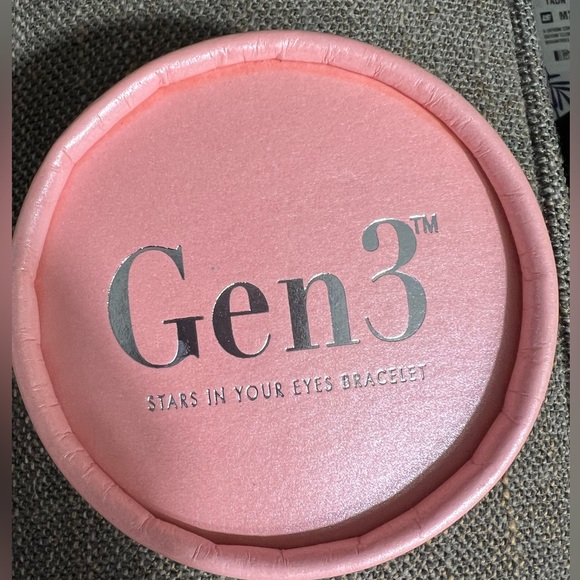 Gen3™
STARS IN YOUR EYES BRACELET